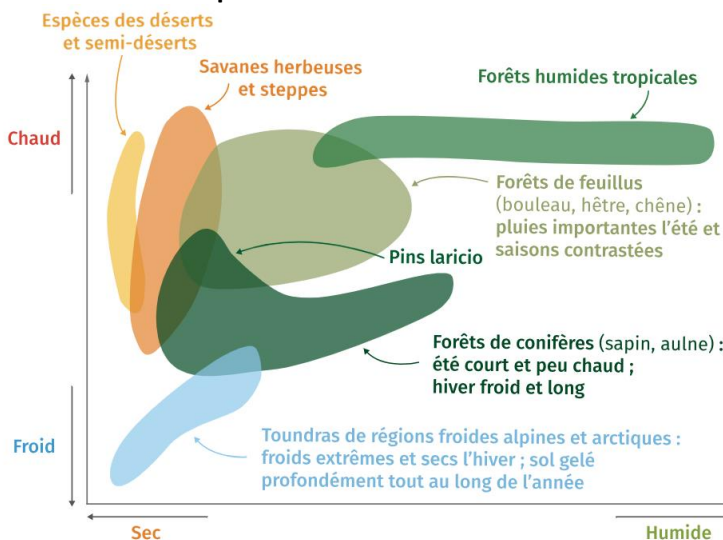 Espèces des déserts
et semi-déserts
Savanes herbeuses
et steppes
Forêts humides tropicales
Chaud
Forêts de feuillus
(bouleau, hêtre, chêne) :
pluies importantes l'été et
saisons contrastées
Pins laricio
Forêts de conifères (sapin, aulne) :
été court et peu chaud ;
hiver froid et long
Froid
Toundras de régions froides alpines et arctiques :
froids extrêmes et secs l'hiver ; sol gelé
profondément tout au long de l'année
Sec
Humide